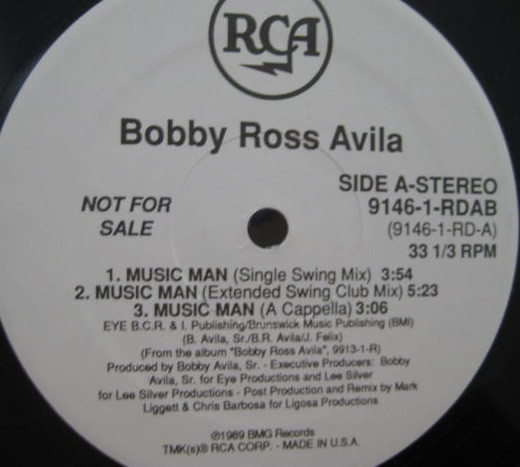 RCA
Bobby Ross Avila
SIDE A-STEREO
NOT FOR
SALE
9146-1-RDAB
(9146-1-RD-A)
33 1/3 RPM
1. MUSIC MAN (Single Swing Mix) 3:54
2. MUSIC MAN (Extended Swing Club Mix) 5:23
3. MUSIC MAN (A Cappella) 3:06
EYE B.C.R. & I. Publishing/Brunswick Music Publishing (BMI)
(B. Avila, Sr./B.R. Avila/J. Felix)
(From the album "Bobby Ross Avila", 9913-1-R)
Produced by Bobby Avila, Sr. - Executive Producers: Bobby
Avila, Sr. for Eye Productions and Lee Silver
for Lee Silver Productions - Post Production and Remix by Mark
Liggett & Chris Barbosa for Ligosa Productions
℗1989 BMG Records
TMK(s)® RCA CORP. - MADE IN U.S.A.